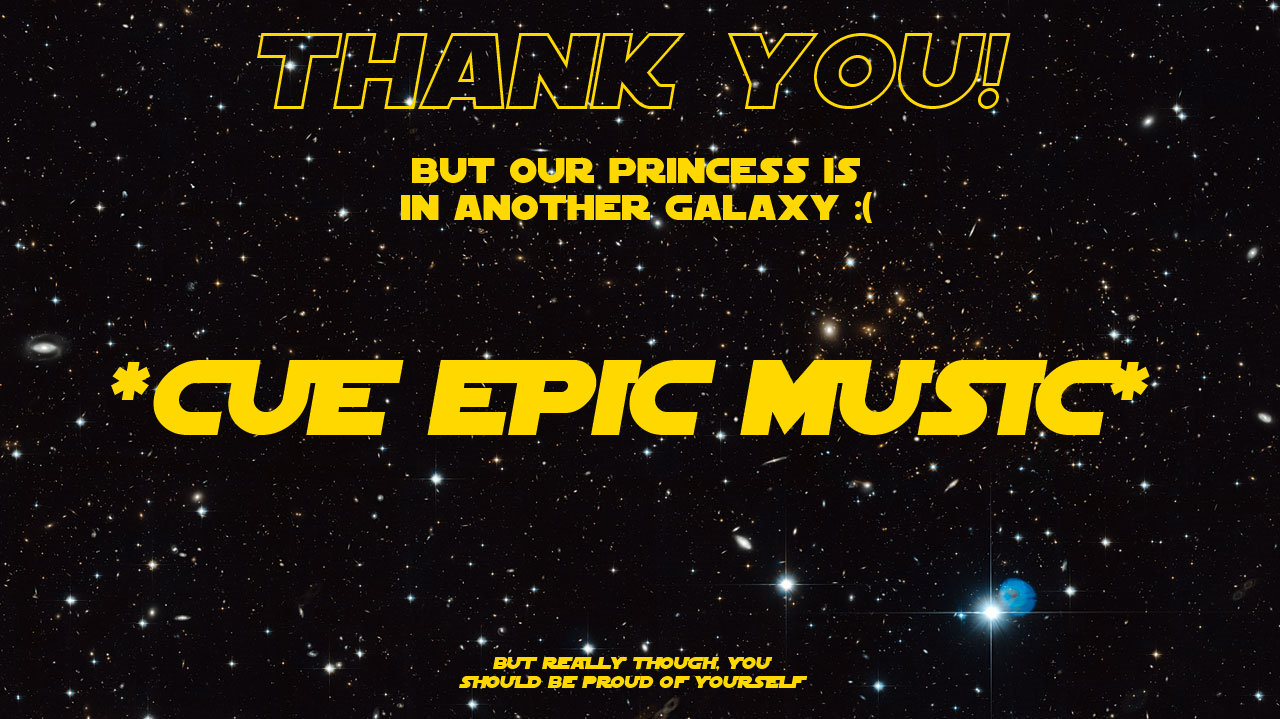 THANK YOU!
BUT OUR PRINCESS IS
IN ANOTHER GALAXY :(
*CUE EPIC MUSIC*
BUT REALLY THOUGH, YOU
SHOULD BE PROUD OF YOURSELF